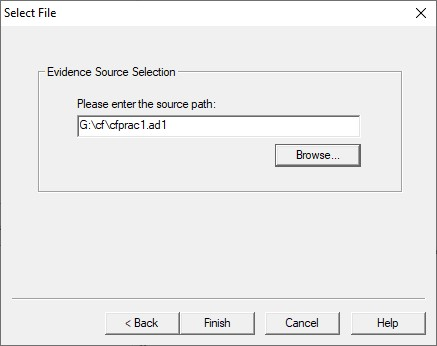 Select File
Evidence Source Selection
Please enter the source path:
G:\cf\cfprac1.ad1
Browse...
< Back Finish Cancel Help